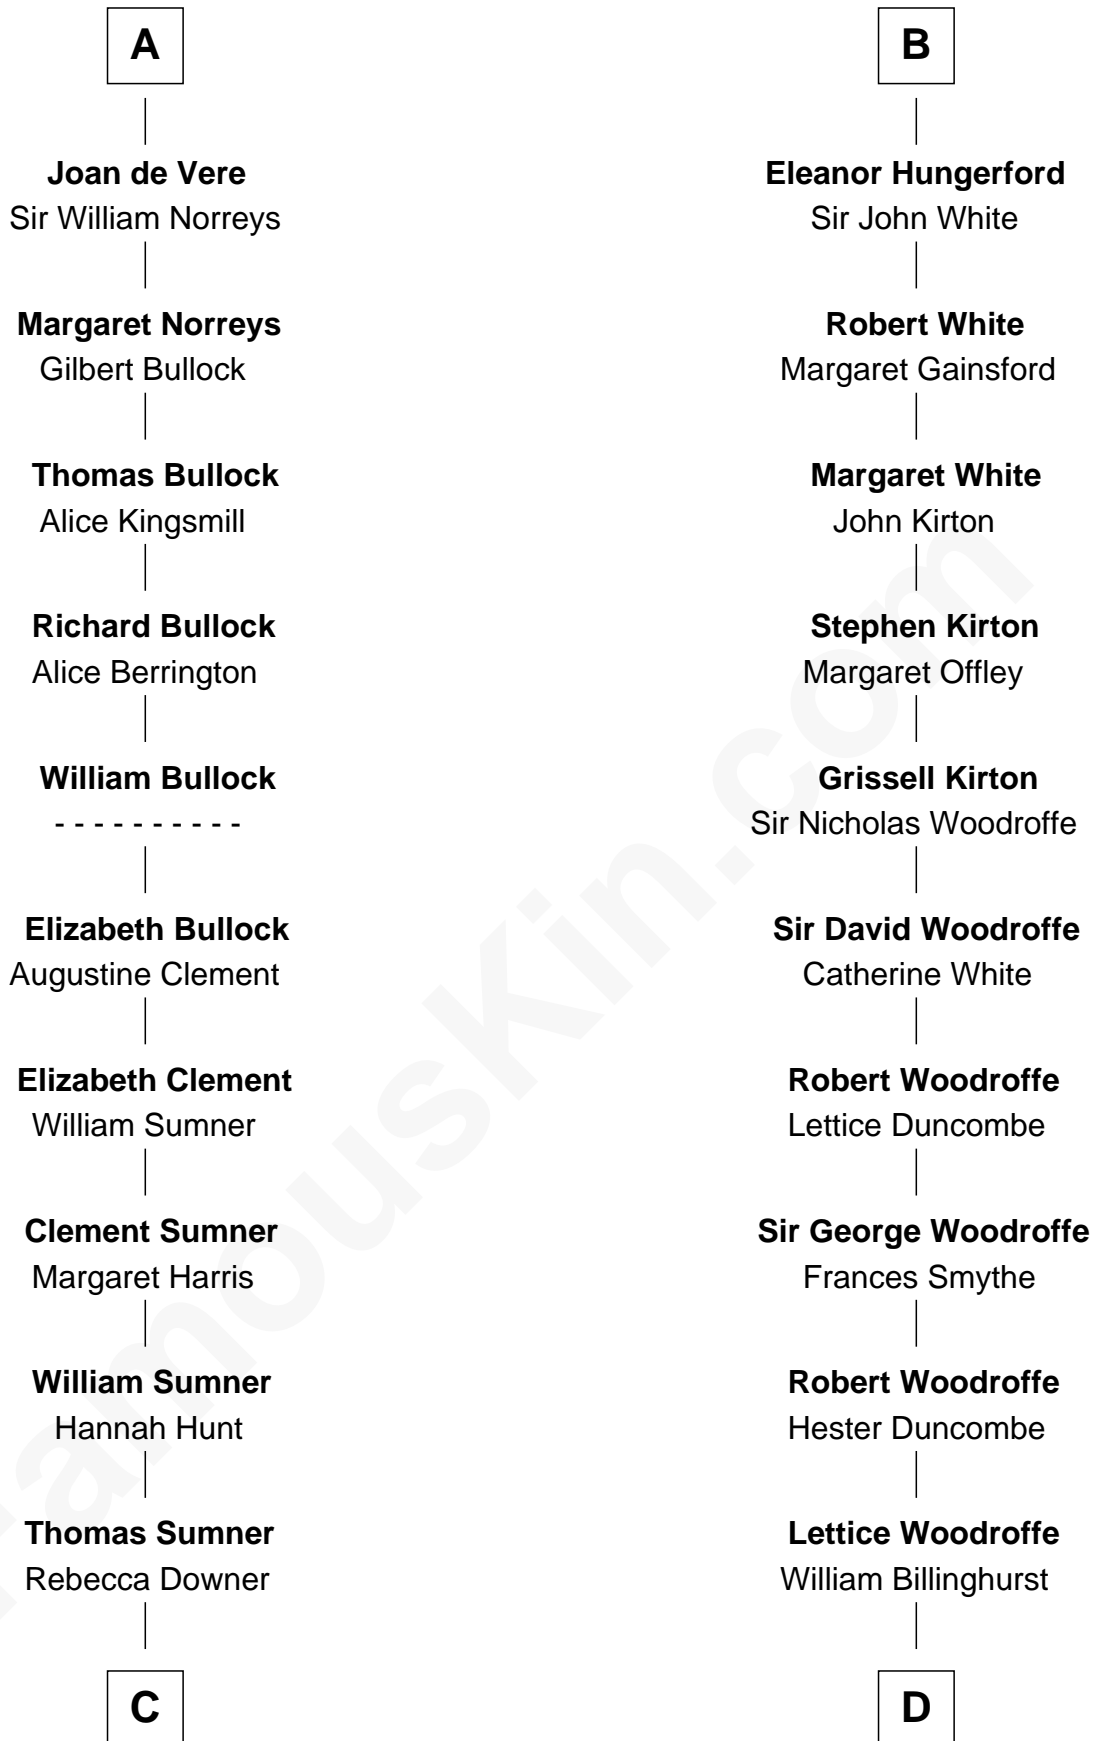 A
Joan de Vere
Sir William Norreys
Margaret Norreys
Gilbert Bullock
Thomas Bullock
Alice Kingsmill
Richard Bullock
Alice Berrington
William Bullock
- - - - - - - - - -
Elizabeth Bullock
Augustine Clement
Elizabeth Clement
William Sumner
Clement Sumner
Margaret Harris
William Sumner
Hannah Hunt
Thomas Sumner
Rebecca Downer
C
B
Eleanor Hungerford
Sir John White
Robert White
Margaret Gainsford
Margaret White
John Kirton
Stephen Kirton
Margaret Offley
Grissell Kirton
Sir Nicholas Woodroffe
Sir David Woodroffe
Catherine White
Robert Woodroffe
Lettice Duncombe
Sir George Woodroffe
Frances Smythe
Robert Woodroffe
Hester Duncombe
Lettice Woodroffe
William Billinghurst
D
FamousKin.com